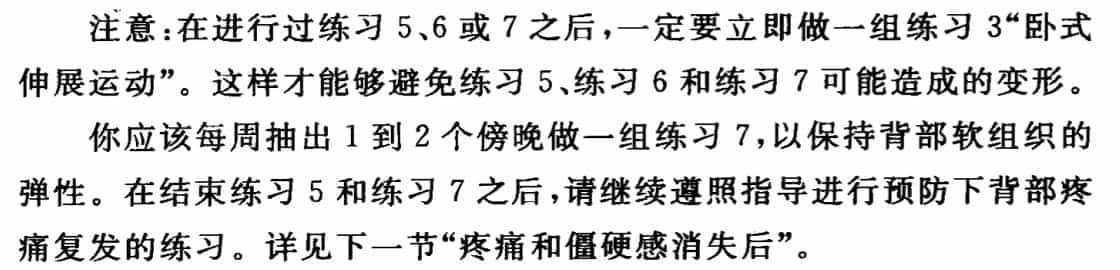 注意:在进行过练习 5、6 或 7 之后,一定要立即做一组练习 3“卧式
伸展运动”。这样才能够避免练习 5、练习 6 和练习 7 可能造成的变形。
你应该每周抽出 1 到 2 个傍晚做一组练习 7,以保持背部软组织的
弹性。在结束练习 5 和练习 7 之后,请继续遵照指导进行预防下背部疼
痛复发的练习。详见下一节“疼痛和僵硬感消失后”。